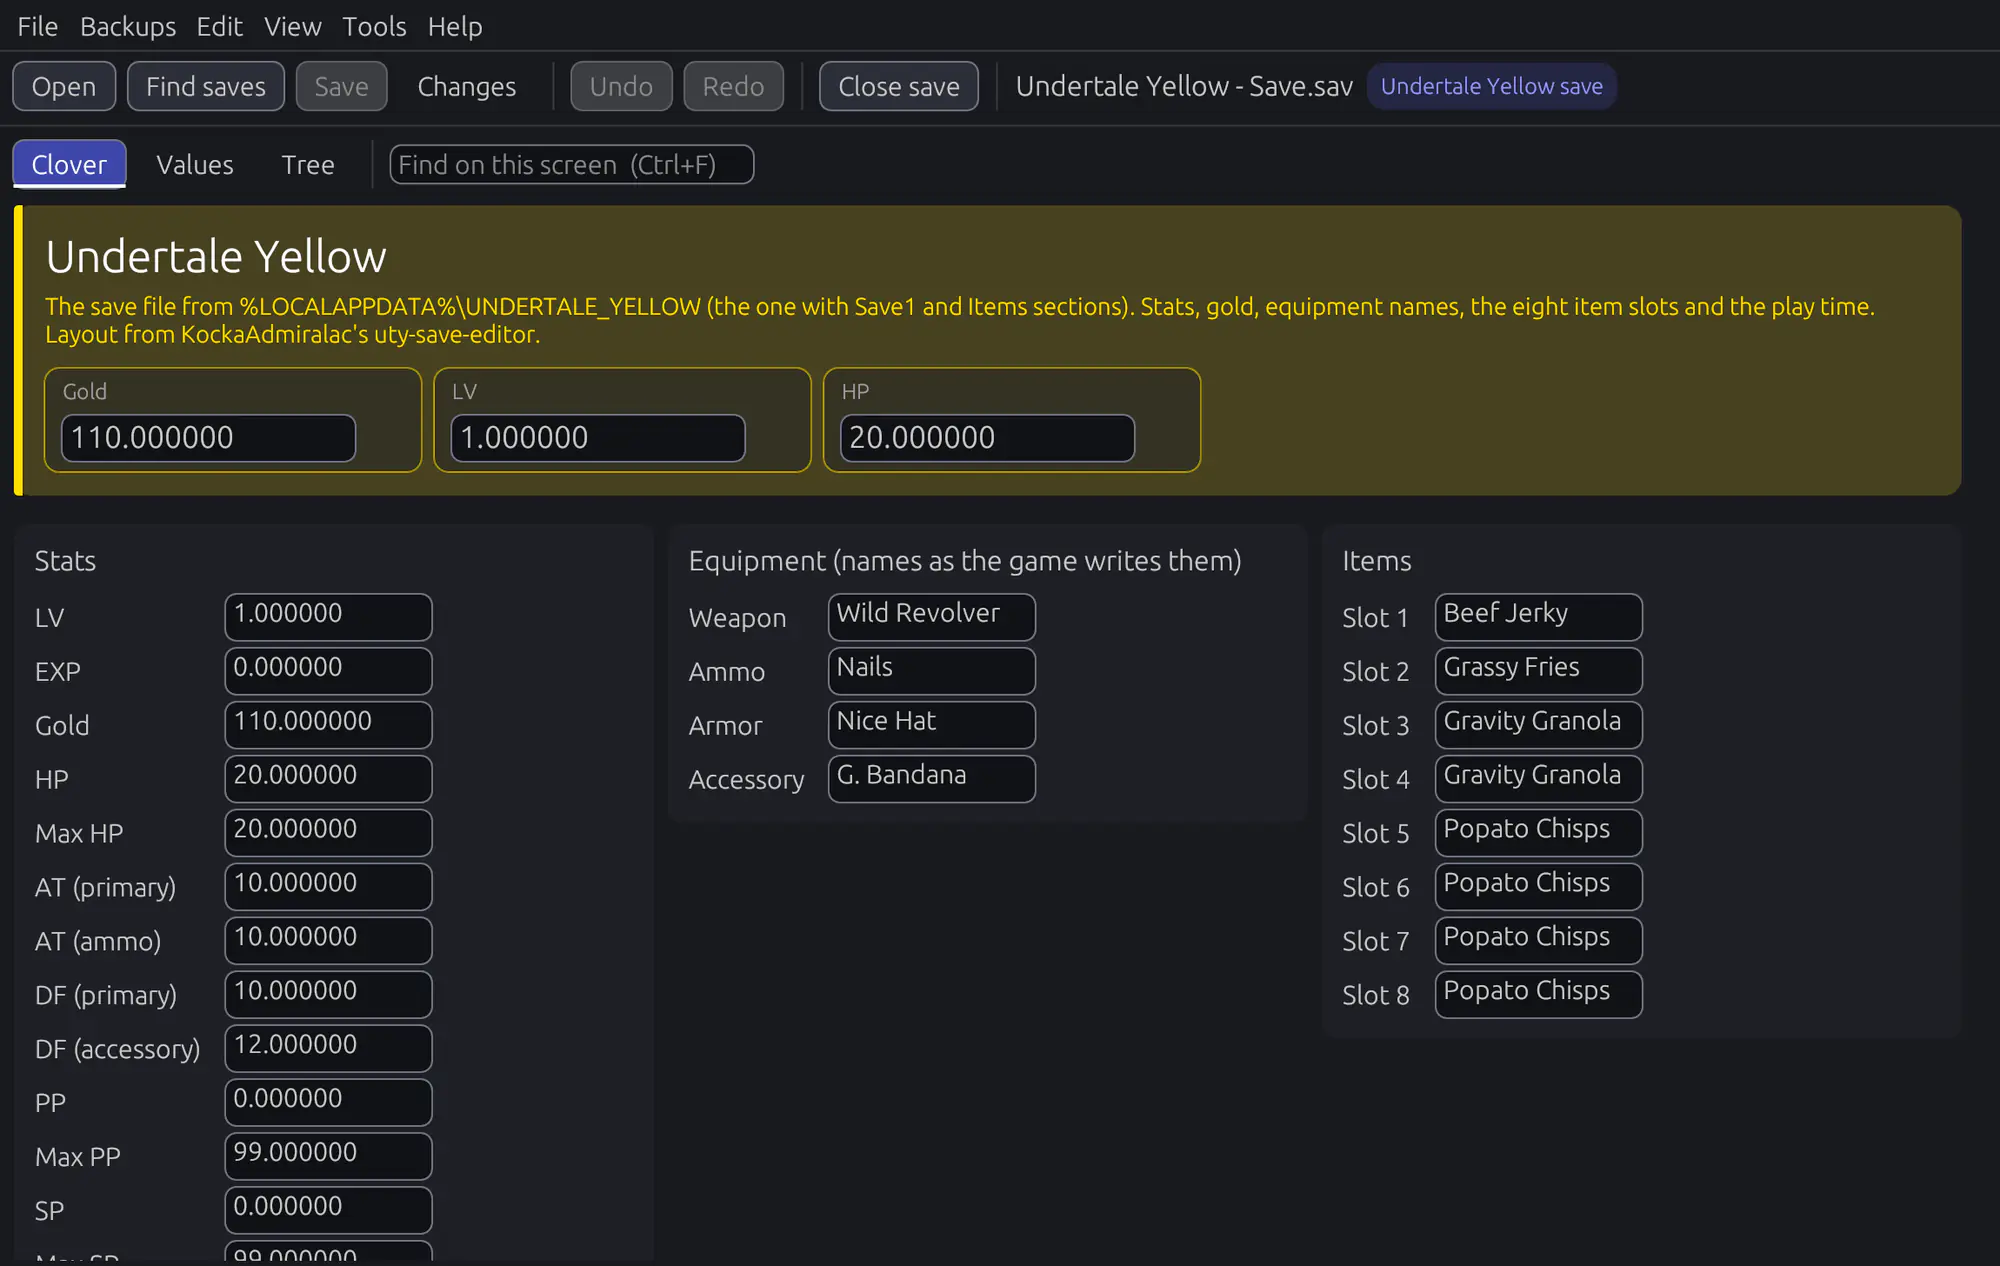 File Backups Edit View Tools Help
Open Find saves Save Changes Undo Redo Close save Undertale Yellow - Save.sav Undertale Yellow save
Clover Values Tree Find on this screen (Ctrl+F)
Undertale Yellow
The save file from %LOCALAPPDATA%\UNDERTALE_YELLOW (the one with Save1 and Items sections). Stats, gold, equipment names, the eight item slots and the play time.
Layout from KockaAdmiralac's uty-save-editor.
Gold LV HP
110.000000 1.000000 20.000000
Stats
LV 1.000000
EXP 0.000000
Gold 110.000000
HP 20.000000
Max HP 20.000000
AT (primary) 10.000000
AT (ammo) 10.000000
DF (primary) 10.000000
DF (accessory) 12.000000
PP 0.000000
Max PP 99.000000
SP 0.000000
Max SP 99.000000
Equipment (names as the game writes them)
Weapon Wild Revolver
Ammo Nails
Armor Nice Hat
Accessory G. Bandana
Items
Slot 1 Beef Jerky
Slot 2 Grassy Fries
Slot 3 Gravity Granola
Slot 4 Gravity Granola
Slot 5 Popato Chisps
Slot 6 Popato Chisps
Slot 7 Popato Chisps
Slot 8 Popato Chisps